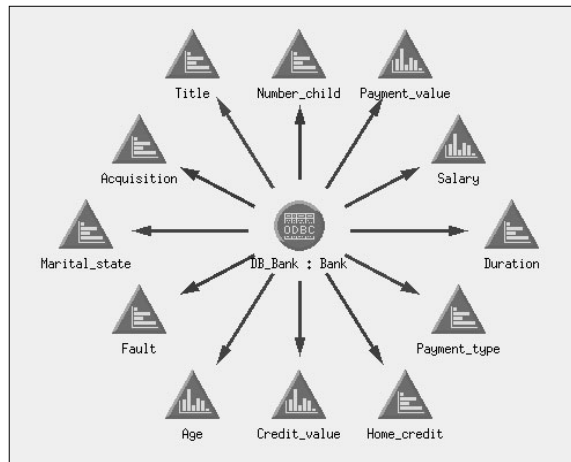 Title
Number_child
Payment_value
Acquisition
Salary
ODBC
Marital_state
DB_Bank : Bank
Duration
Fault
Payment_type
Age
Credit_value
Home_credit